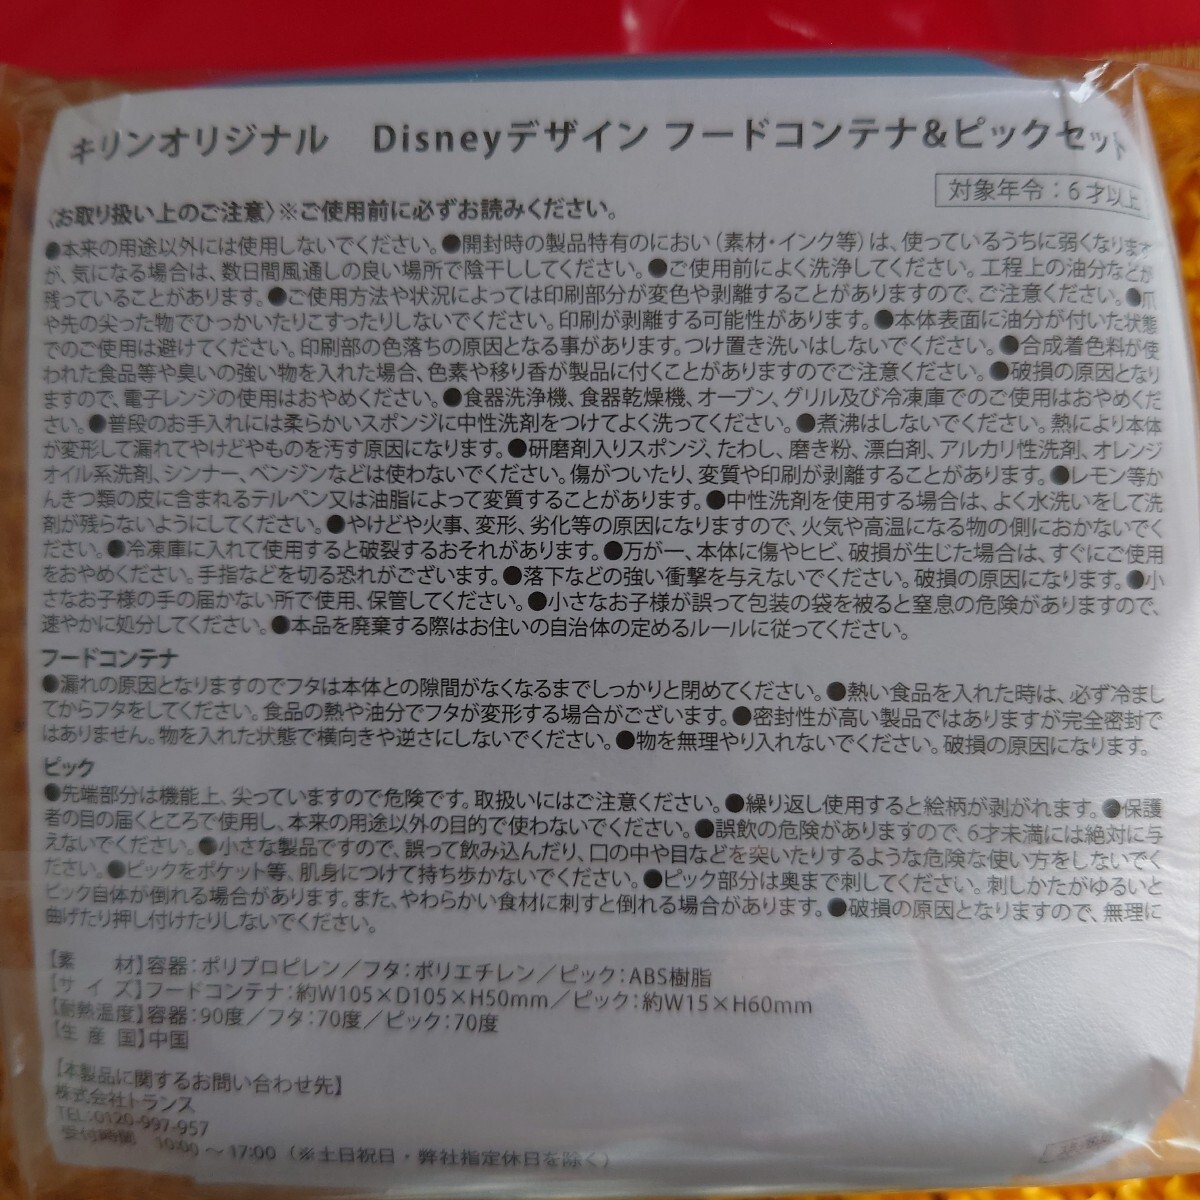 キリンオリジナル　Disneyデザイン フードコンテナ&ピックセット
対象年令：6才以上
〈お取り扱い上のご注意〉※ご使用前に必ずお読みください。
●本来の用途以外には使用しないでください。●開封時の製品特有のにおい（素材・インク等）は、使っているうちに弱くなります
が、気になる場合は、数日間風通しの良い場所で陰干ししてください。●ご使用前によく洗浄してください。工程上の油分などが
残っていることがあります。●ご使用方法や状況によっては印刷部分が変色や剥離することがありますので、ご注意ください。●爪
や先の尖った物でひっかいたりこすったりしないでください。印刷が剥離する可能性があります。●本体表面に油分が付いた状態
でのご使用は避けてください。印刷部の色落ちの原因となる事があります。つけ置き洗いはしないでください。●合成着色料が使
われた食品等や臭いの強い物を入れた場合、色素や移り香が製品に付くことがありますのでご注意ください。●破損の原因となり
ますので、電子レンジの使用はおやめください。●食器洗浄機、食器乾燥機、オーブン、グリル及び冷凍庫でのご使用はおやめくだ
さい。●普段のお手入れには柔らかいスポンジに中性洗剤をつけてよく洗ってください。●煮沸はしないでください。熱により本体
が変形して漏れてやけどやものを汚す原因になります。●研磨剤入りスポンジ、たわし、磨き粉、漂白剤、アルカリ性洗剤、オレンジ
オイル系洗剤、シンナー、ベンジンなどは使わないでください。傷がついたり、変質や印刷が剥離することがあります。●レモン等か
んきつ類の皮に含まれるテルペン又は油脂によって変質することがあります。●中性洗剤を使用する場合は、よく水洗いをして洗
剤が残らないようにしてください。●やけどや火事、変形、劣化等の原因になりますので、火気や高温になる物の側におかないでく
ださい。●冷凍庫に入れて使用すると破裂するおそれがあります。●万が一、本体に傷やヒビ、破損が生じた場合は、すぐにご使用
をおやめください。手指などを切る恐れがございます。●落下などの強い衝撃を与えないでください。破損の原因になります。●小
さなお子様の手の届かない所で使用、保管してください。●小さなお子様が誤って包装の袋を被ると窒息の危険がありますので、
速やかに処分してください。●本品を廃棄する際はお住いの自治体の定めるルールに従ってください。
フードコンテナ
●漏れの原因となりますのでフタは本体との隙間がなくなるまでしっかりと閉めてください。●熱い食品を入れた時は、必ず冷まし
てからフタをしてください。食品の熱や油分でフタが変形する場合がございます。●密封性が高い製品ではありますが完全密封で
はありません。物を入れた状態で横向きや逆さにしないでください。●物を無理やり入れないでください。破損の原因になります。
ピック
●先端部分は機能上、尖っていますので危険です。取扱いにはご注意ください。●繰り返し使用すると絵柄が剥がれます。●保護
者の目の届くところで使用し、本来の用途以外の目的で使わないでください。●誤飲の危険がありますので、6才未満には絶対に与
えないでください。●小さな製品ですので、誤って飲み込んだり、口の中や目などを突いたりするような危険な使い方をしないでく
ださい。●ピックをポケット等、肌身につけて持ち歩かないでください。●ピック部分は奥まで刺してください。刺しかたがゆるいと
ピック自体が倒れる場合があります。また、やわらかい食材に刺すと倒れる場合があります。●破損の原因となりますので、無理に
曲げたり押し付けたりしないでください。
【素　　材】容器：ポリプロピレン／フタ：ポリエチレン／ピック：ABS樹脂
【サ イ ズ】フードコンテナ：約W105×D105×H50mm／ピック：約W15×H60mm
【耐熱温度】容器：90度／フタ：70度／ピック：70度
【生 産 国】中国
【本製品に関するお問い合わせ先】
株式会社トランス
TEL：0120-997-957
受付時間　10:00～17:00（※土日祝日・弊社指定休日を除く）